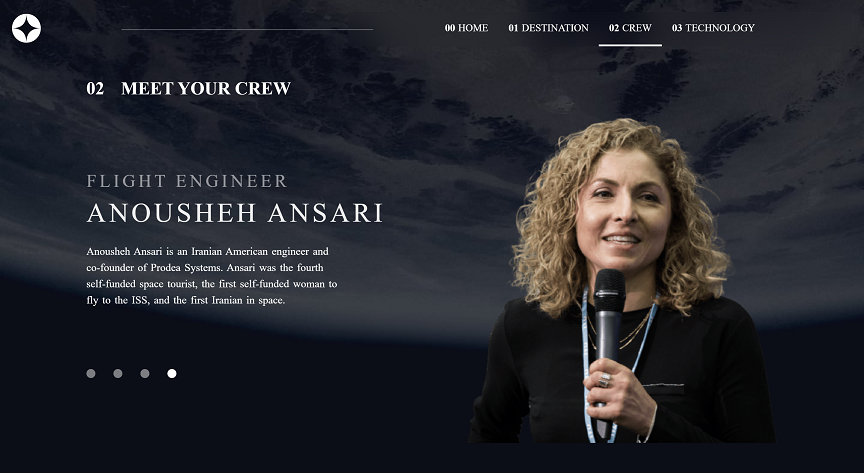 00 HOME 01 DESTINATION 02 CREW 03 TECHNOLOGY
02 MEET YOUR CREW
FLIGHT ENGINEER
ANOUSHEH ANSARI
Anousheh Ansari is an Iranian American engineer and
co-founder of Prodea Systems. Ansari was the fourth
self-funded space tourist, the first self-funded woman to
fly to the ISS, and the first Iranian in space.